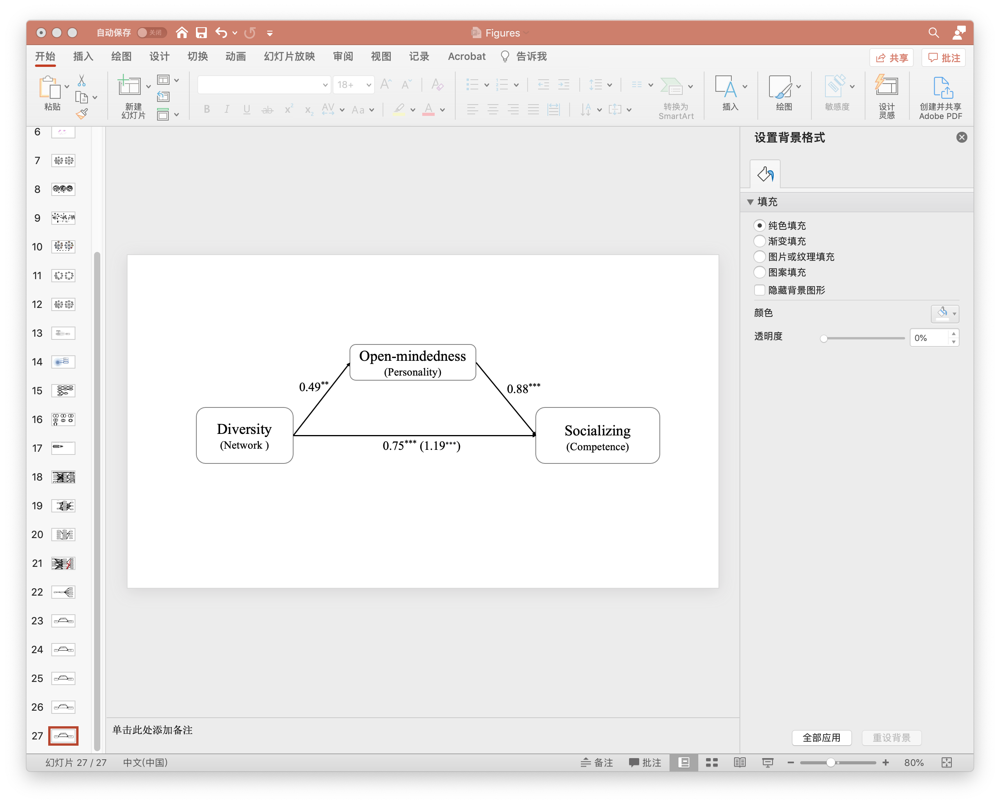 自动保存 关闭 Figures
开始 插入 绘图 设计 切换 动画 幻灯片放映 审阅 视图 记录 Acrobat 告诉我 共享 批注
18+
粘贴 新建 幻灯片 转换为 SmartArt 插入 绘图 敏感度 设计 灵感 创建并共享 Adobe PDF
B I U ab x² x₂ AV Aa A
6
7
8
9
10
11
12
13
14
15
16
17
18
19
20
21
22
23
24
25
26
27
Open-mindedness
(Personality)
0.49**
0.88***
Diversity
(Network )
Socializing
(Competence)
0.75*** (1.19***)
单击此处添加备注
设置背景格式
填充
纯色填充
渐变填充
图片或纹理填充
图案填充
隐藏背景图形
颜色
透明度 0%
全部应用 重设背景
幻灯片 27 / 27 中文(中国) 备注 批注 80%